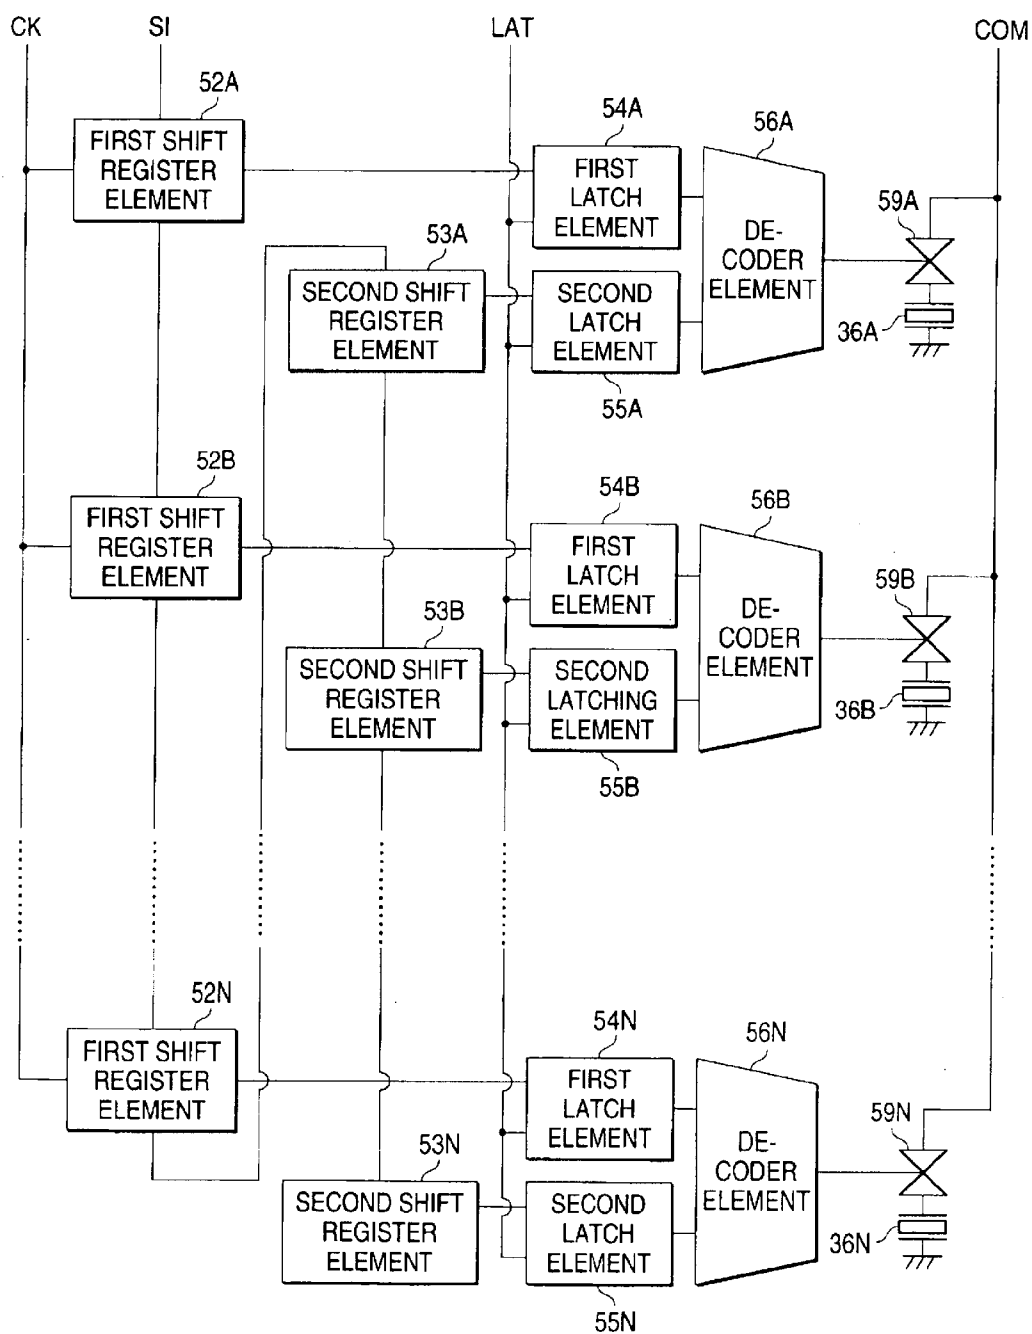 CK
SI
LAT
COM
52A
FIRST SHIFT
REGISTER
ELEMENT
54A
FIRST
LATCH
ELEMENT
56A
DE-
CODER
ELEMENT
59A
36A
53A
SECOND SHIFT
REGISTER
ELEMENT
SECOND
LATCH
ELEMENT
55A
52B
FIRST SHIFT
REGISTER
ELEMENT
54B
FIRST
LATCH
ELEMENT
56B
DE-
CODER
ELEMENT
59B
36B
53B
SECOND SHIFT
REGISTER
ELEMENT
SECOND
LATCHING
ELEMENT
55B
52N
FIRST SHIFT
REGISTER
ELEMENT
54N
FIRST
LATCH
ELEMENT
56N
DE-
CODER
ELEMENT
59N
36N
53N
SECOND SHIFT
REGISTER
ELEMENT
SECOND
LATCH
ELEMENT
55N